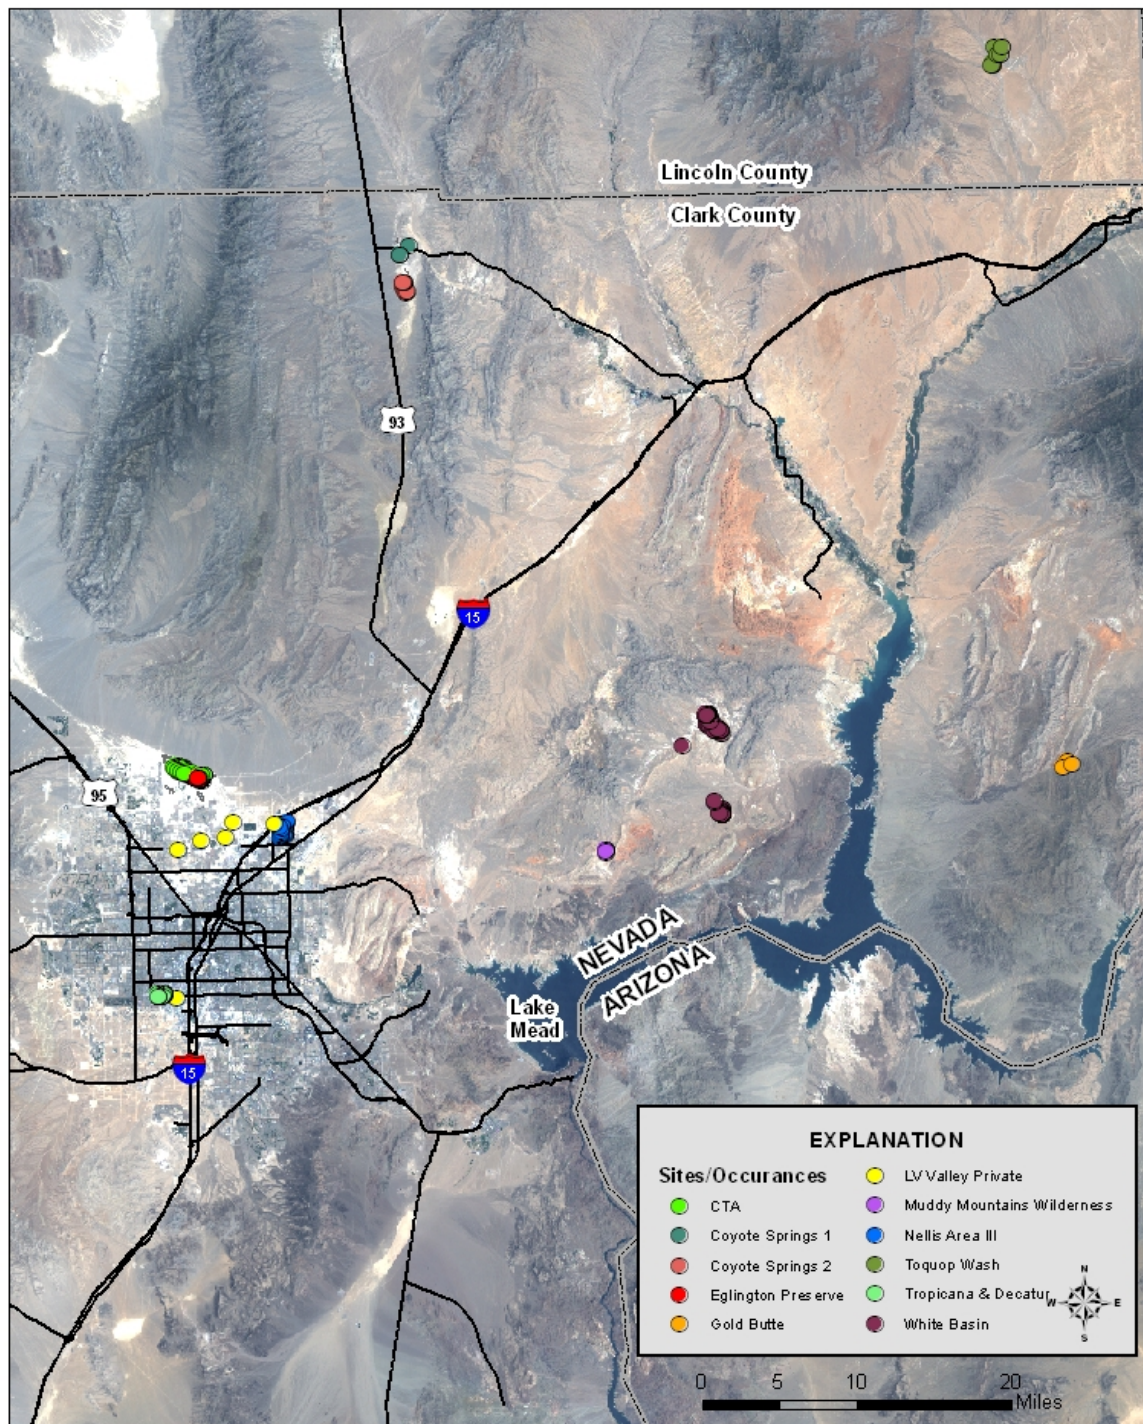 Lincoln County
Clark County
93
15
95
NEVADA
ARIZONA
Lake
Mead
15
EXPLANATION
Sites/Occurances
CTA
Coyote Springs 1
Coyote Springs 2
Eglington Preserve
Gold Butte
LV Valley Private
Muddy Mountains Wilderness
Nellis Area III
Toquop Wash
Tropicana & Decatur
White Basin
N
W E
S
0 5 10 20
Miles